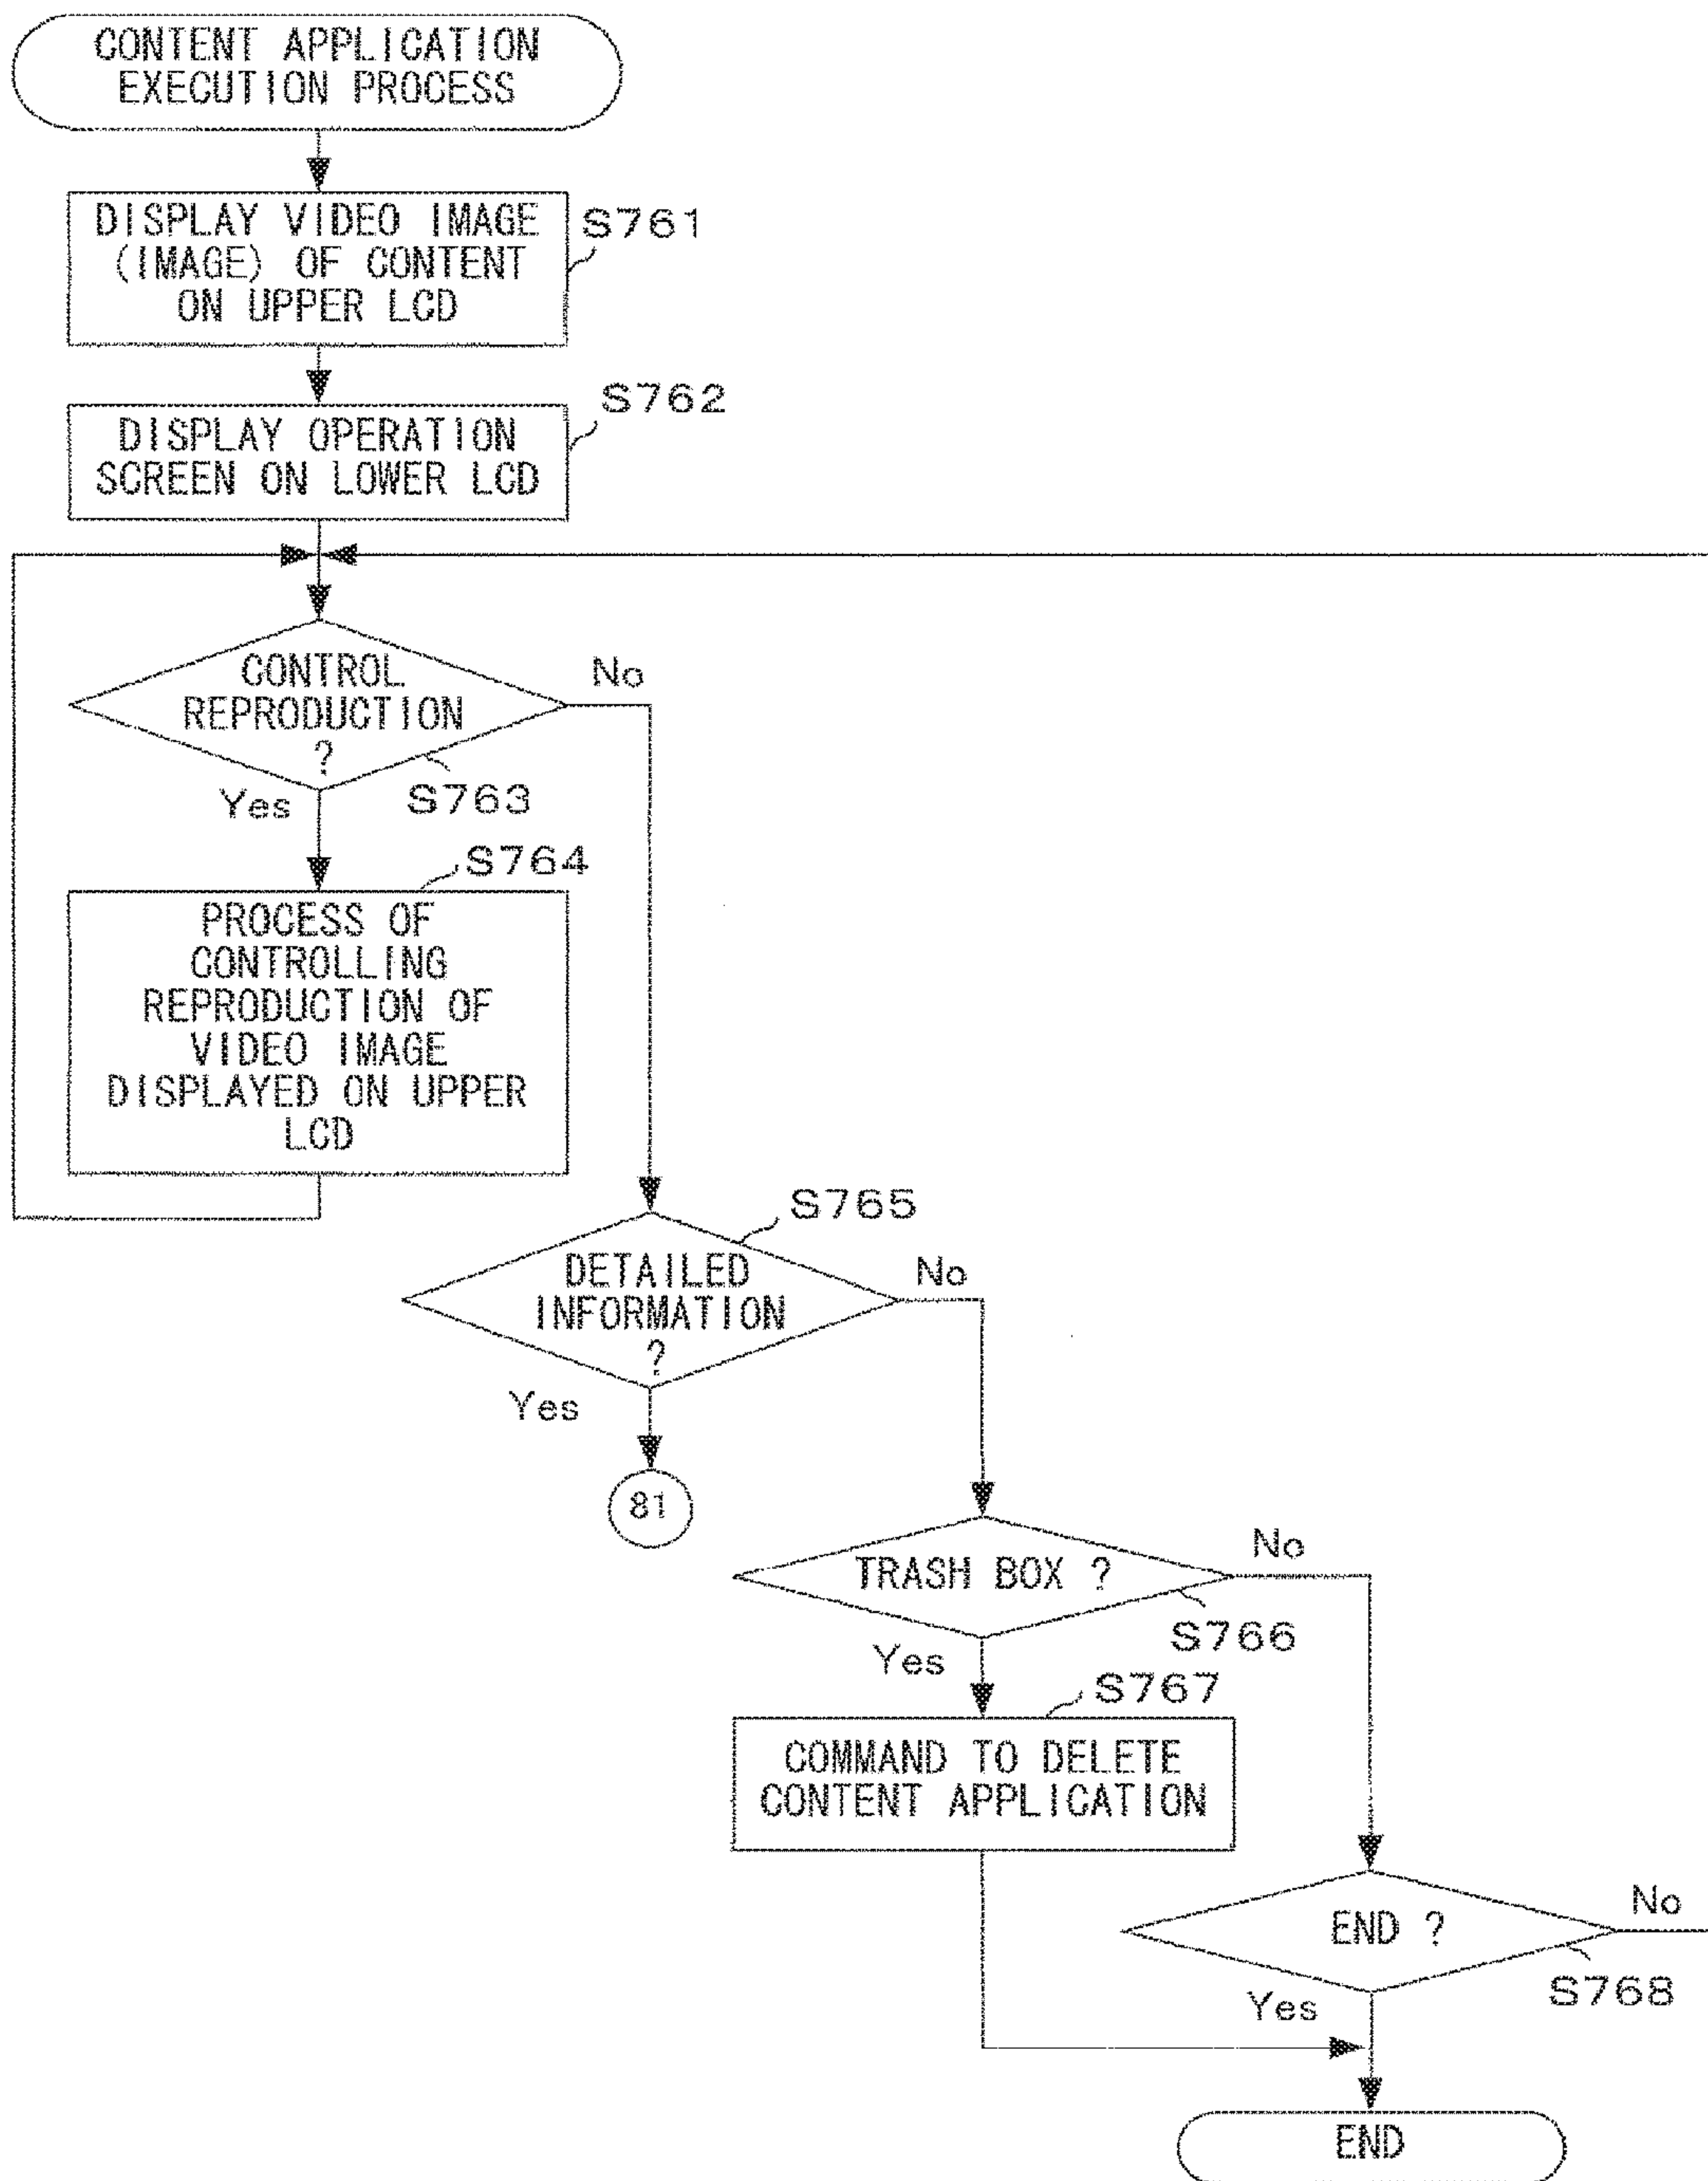 CONTENT APPLICATION
EXECUTION PROCESS
DISPLAY VIDEO IMAGE
(IMAGE) OF CONTENT
ON UPPER LCD
S761
DISPLAY OPERATION
SCREEN ON LOWER LCD
S762
CONTROL
REPRODUCTION
?
No
Yes
S763
S764
PROCESS OF
CONTROLLING
REPRODUCTION OF
VIDEO IMAGE
DISPLAYED ON UPPER
LCD
S765
DETAILED
INFORMATION
?
No
Yes
81
TRASH BOX ?
No
S766
Yes
S767
COMMAND TO DELETE
CONTENT APPLICATION
END ?
No
S768
Yes
END